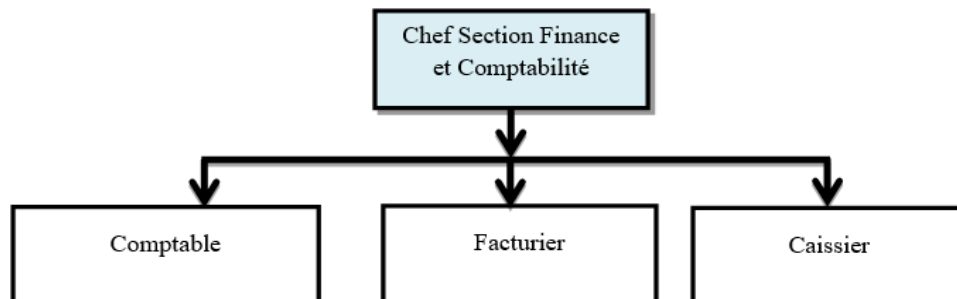 Chef Section Finance
et Comptabilité
Comptable
Facturier
Caissier